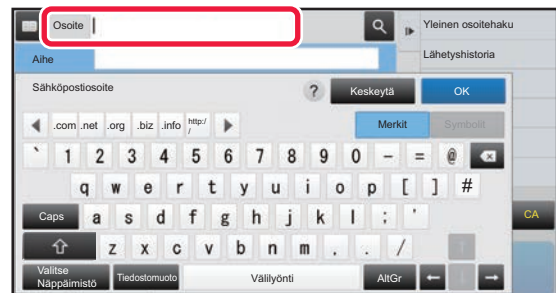 Osoite
Yleinen osoitehaku
Aihe
Lähetyshistoria
Sähköpostiosoite
? Keskeytä OK
.com .net .org .biz .info http:// Merkit Symbolit
` 1 2 3 4 5 6 7 8 9 0 - = @
q w e r t y u i o p [ ] #
Caps a s d f g h j k l ; '
CA
z x c v b n m , . /
Valitse
Näppäimistö Tiedostomuoto Välilyönti AltGr